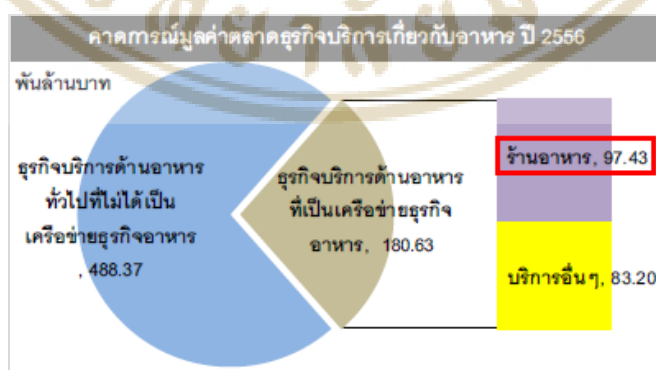 คาดการณ์มูลค่าตลาดธุรกิจบริการเกี่ยวกับอาหาร ปี 2556
พันล้านบาท
ธุรกิจบริการด้านอาหาร
ทั่วไปที่ไม่ได้เป็น
เครือข่ายธุรกิจอาหาร
, 488.37
ธุรกิจบริการด้านอาหาร
ที่เป็นเครือข่ายธุรกิจ
อาหาร, 180.63
ร้านอาหาร, 97.43
บริการอื่นๆ, 83.20